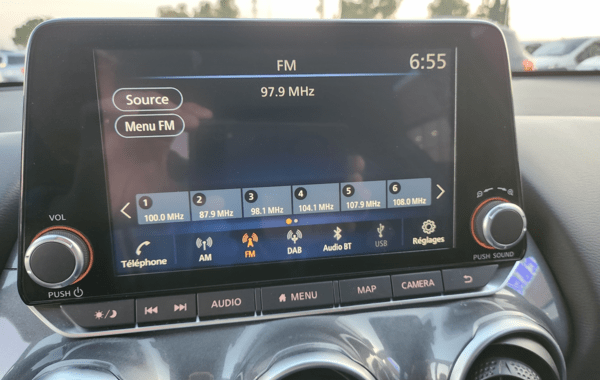 FM
6:55
Source
97.9 MHz
Menu FM
1 2 3 4 5 6
100.0 MHz 87.9 MHz 98.1 MHz 104.1 MHz 107.9 MHz 108.0 MHz
Téléphone
AM
FM
DAB
Audio BT
USB
Réglages
VOL
PUSH
PUSH SOUND
AUDIO
MENU
MAP
CAMERA